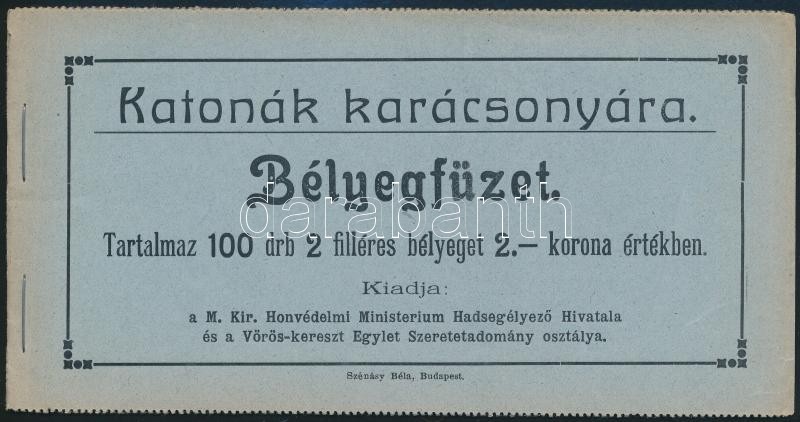 Katonák karácsonyára.
Bélyegfüzet.
darabanth
Tartalmaz 100 drb 2 filléres bélyeget 2.— korona értékben.
Kiadja:
a M. Kir. Honvédelmi Ministerium Hadsegélyező Hivatala
és a Vörös-kereszt Egylet Szeretetadomány osztálya.
Szénásy Béla, Budapest.